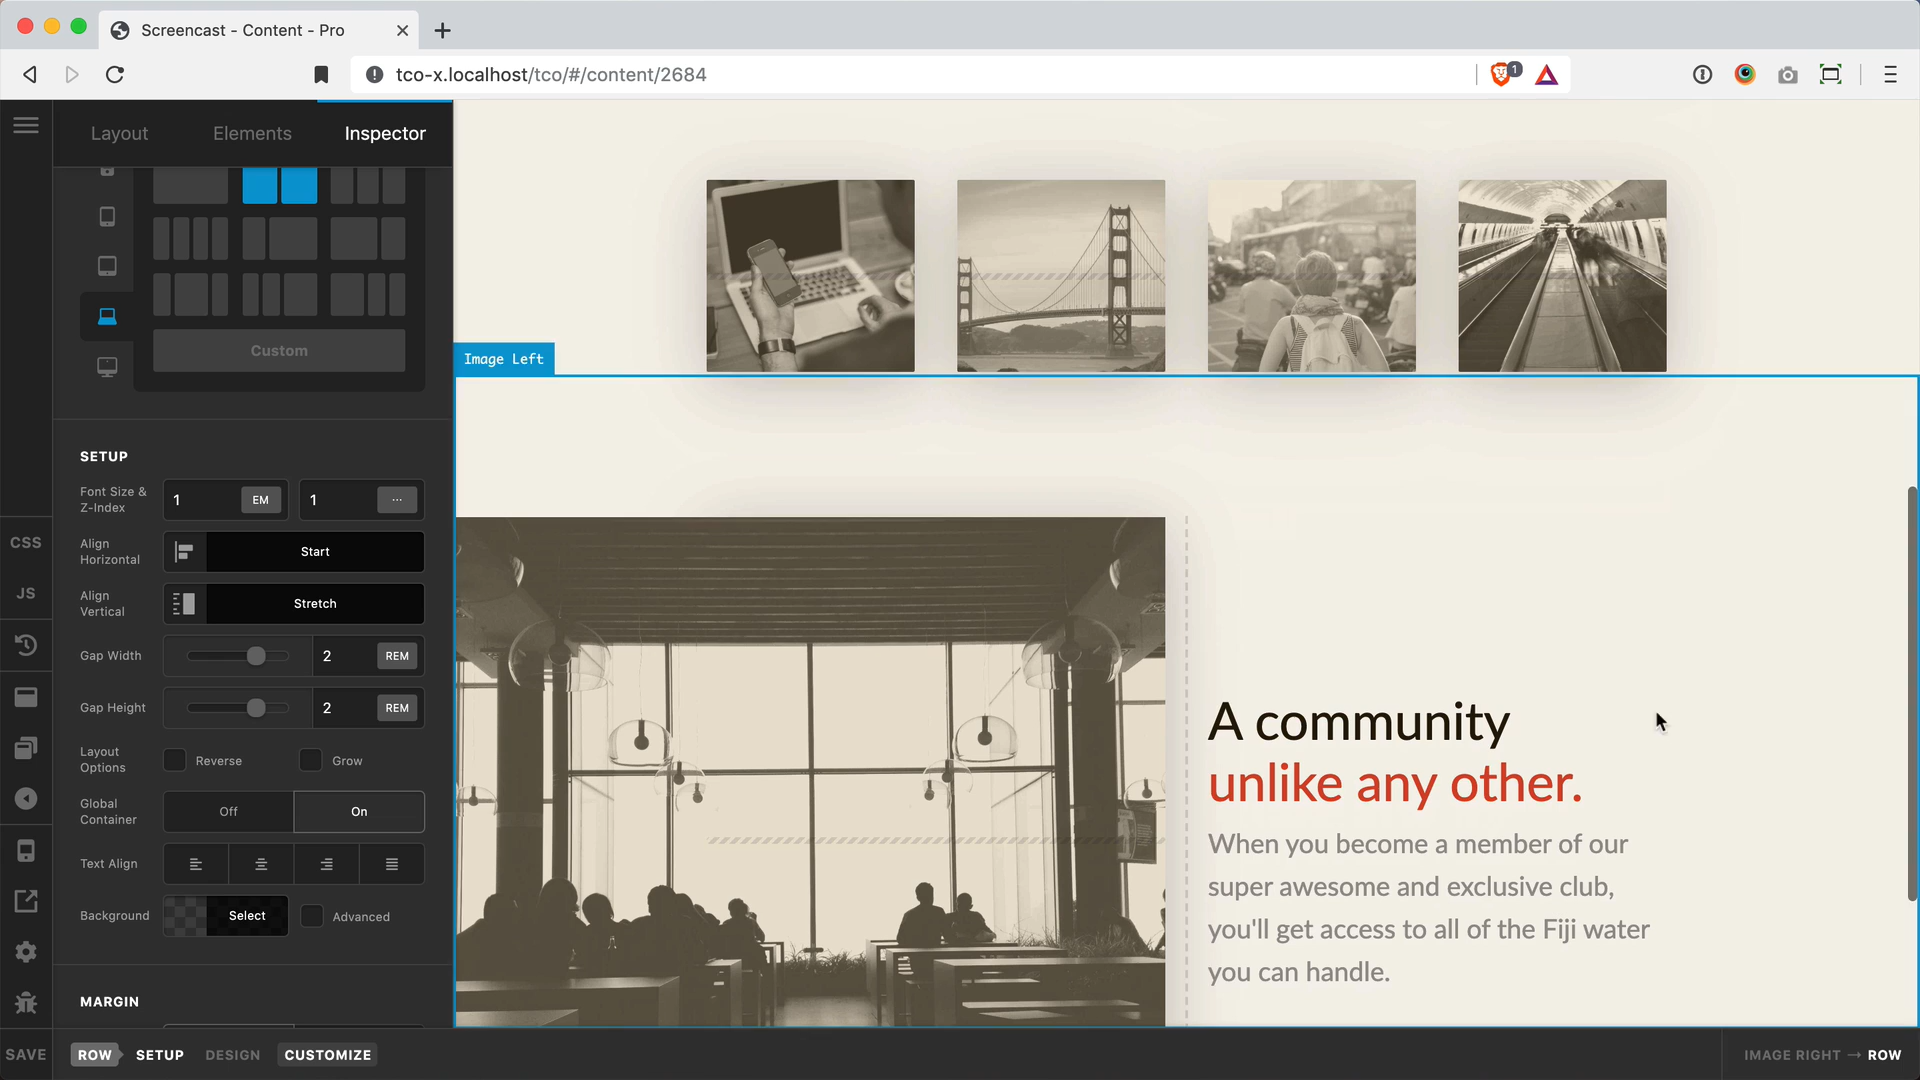 Screencast - Content - Pro
tco-x.localhost/tco/#/content/2684
1
Layout
Elements
Inspector
Custom
Image Left
SETUP
Font Size & Z-Index
1
EM
1
...
Align Horizontal
Start
Align Vertical
Stretch
Gap Width
2
REM
Gap Height
2
REM
Layout Options
Reverse
Grow
Global Container
Off
On
Text Align
Background
Select
Advanced
MARGIN
CSS
JS
A community
unlike any other.
When you become a member of our
super awesome and exclusive club,
you'll get access to all of the Fiji water
you can handle.
SAVE
ROW
SETUP
DESIGN
CUSTOMIZE
IMAGE RIGHT → ROW